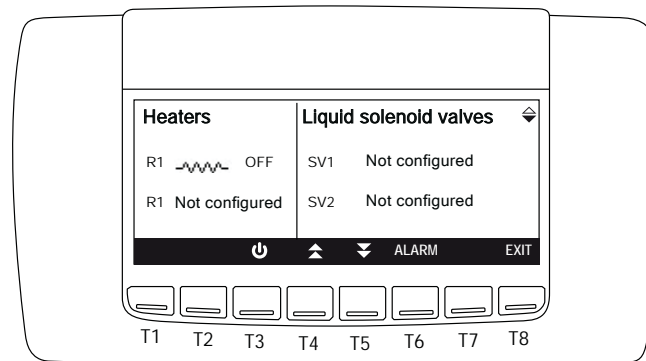 Heaters
R1 OFF
R1 Not configured
Liquid solenoid valves
SV1 Not configured
SV2 Not configured
ALARM EXIT
T1 T2 T3 T4 T5 T6 T7 T8